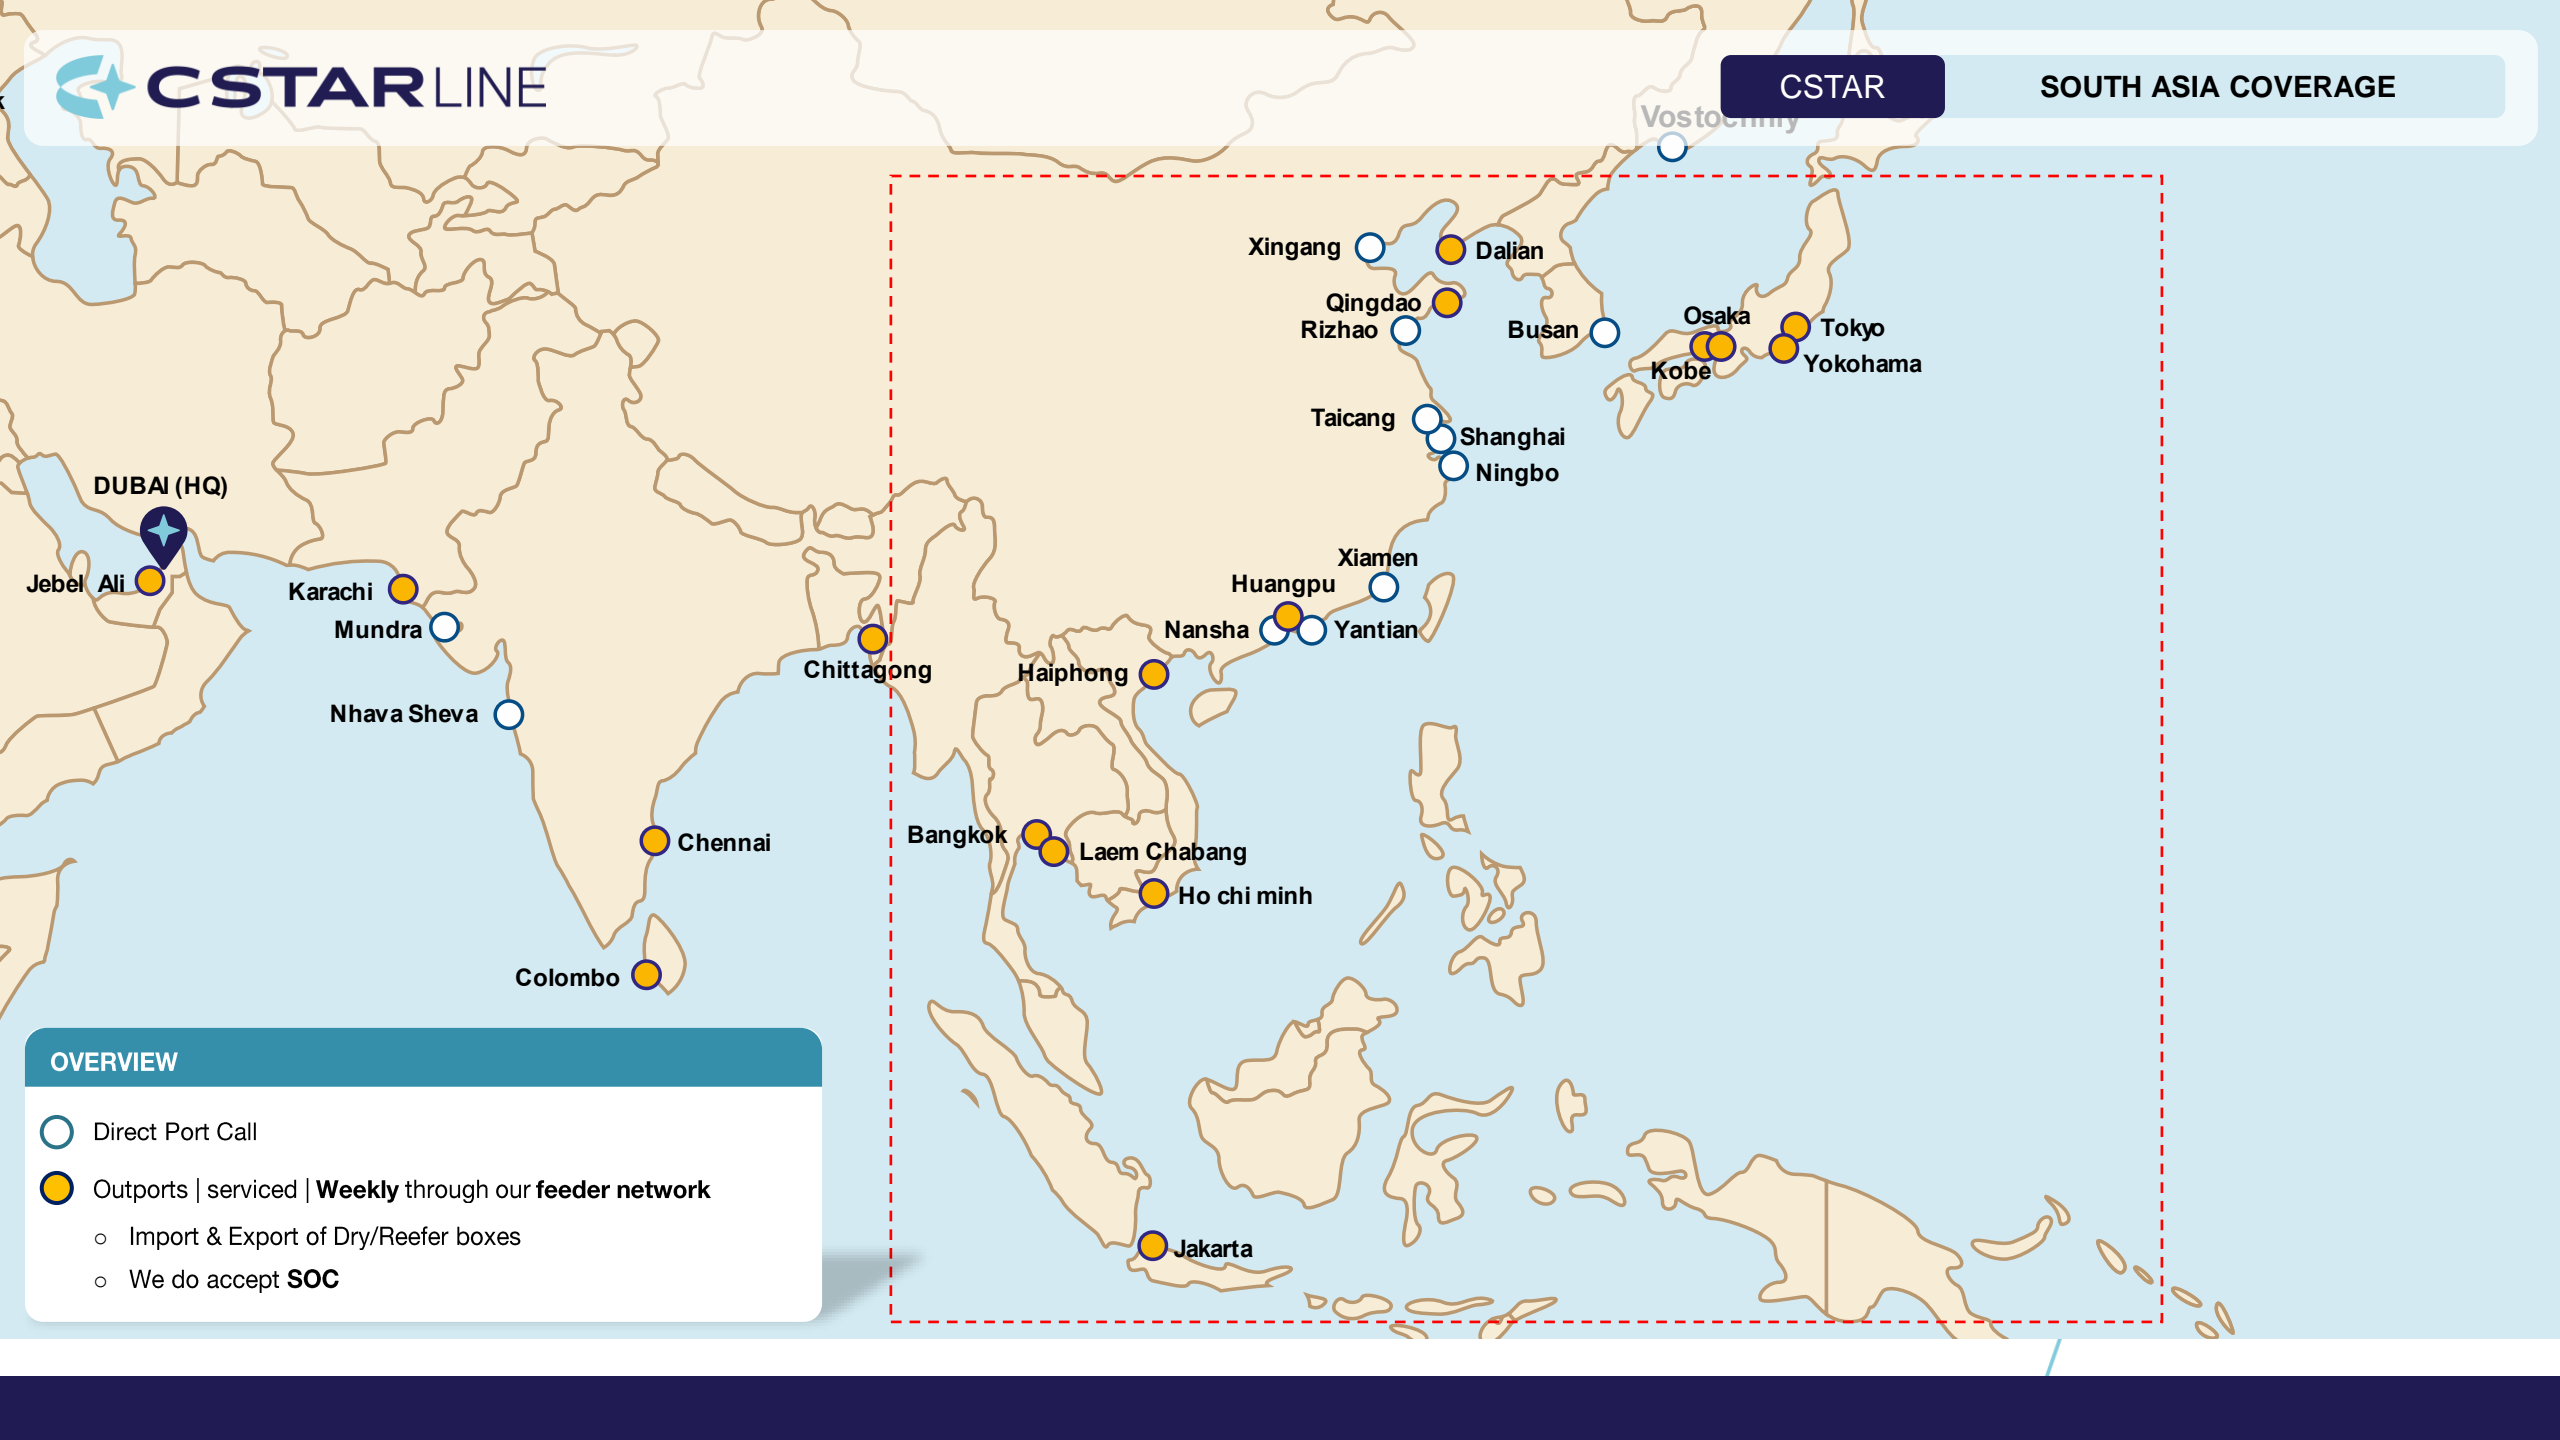 CSTARLINE
CSTAR
SOUTH ASIA COVERAGE
Vostochniy
Xingang
Dalian
Qingdao
Rizhao
Busan
Osaka
Kobe
Tokyo
Yokohama
Taicang
Shanghai
Ningbo
DUBAI (HQ)
Jebel Ali
Karachi
Mundra
Nhava Sheva
Chittagong
Xiamen
Huangpu
Nansha
Yantian
Haiphong
Bangkok
Laem Chabang
Ho chi minh
Chennai
Colombo
Jakarta
OVERVIEW
Direct Port Call
Outports | serviced | Weekly through our feeder network
○ Import & Export of Dry/Reefer boxes
○ We do accept SOC